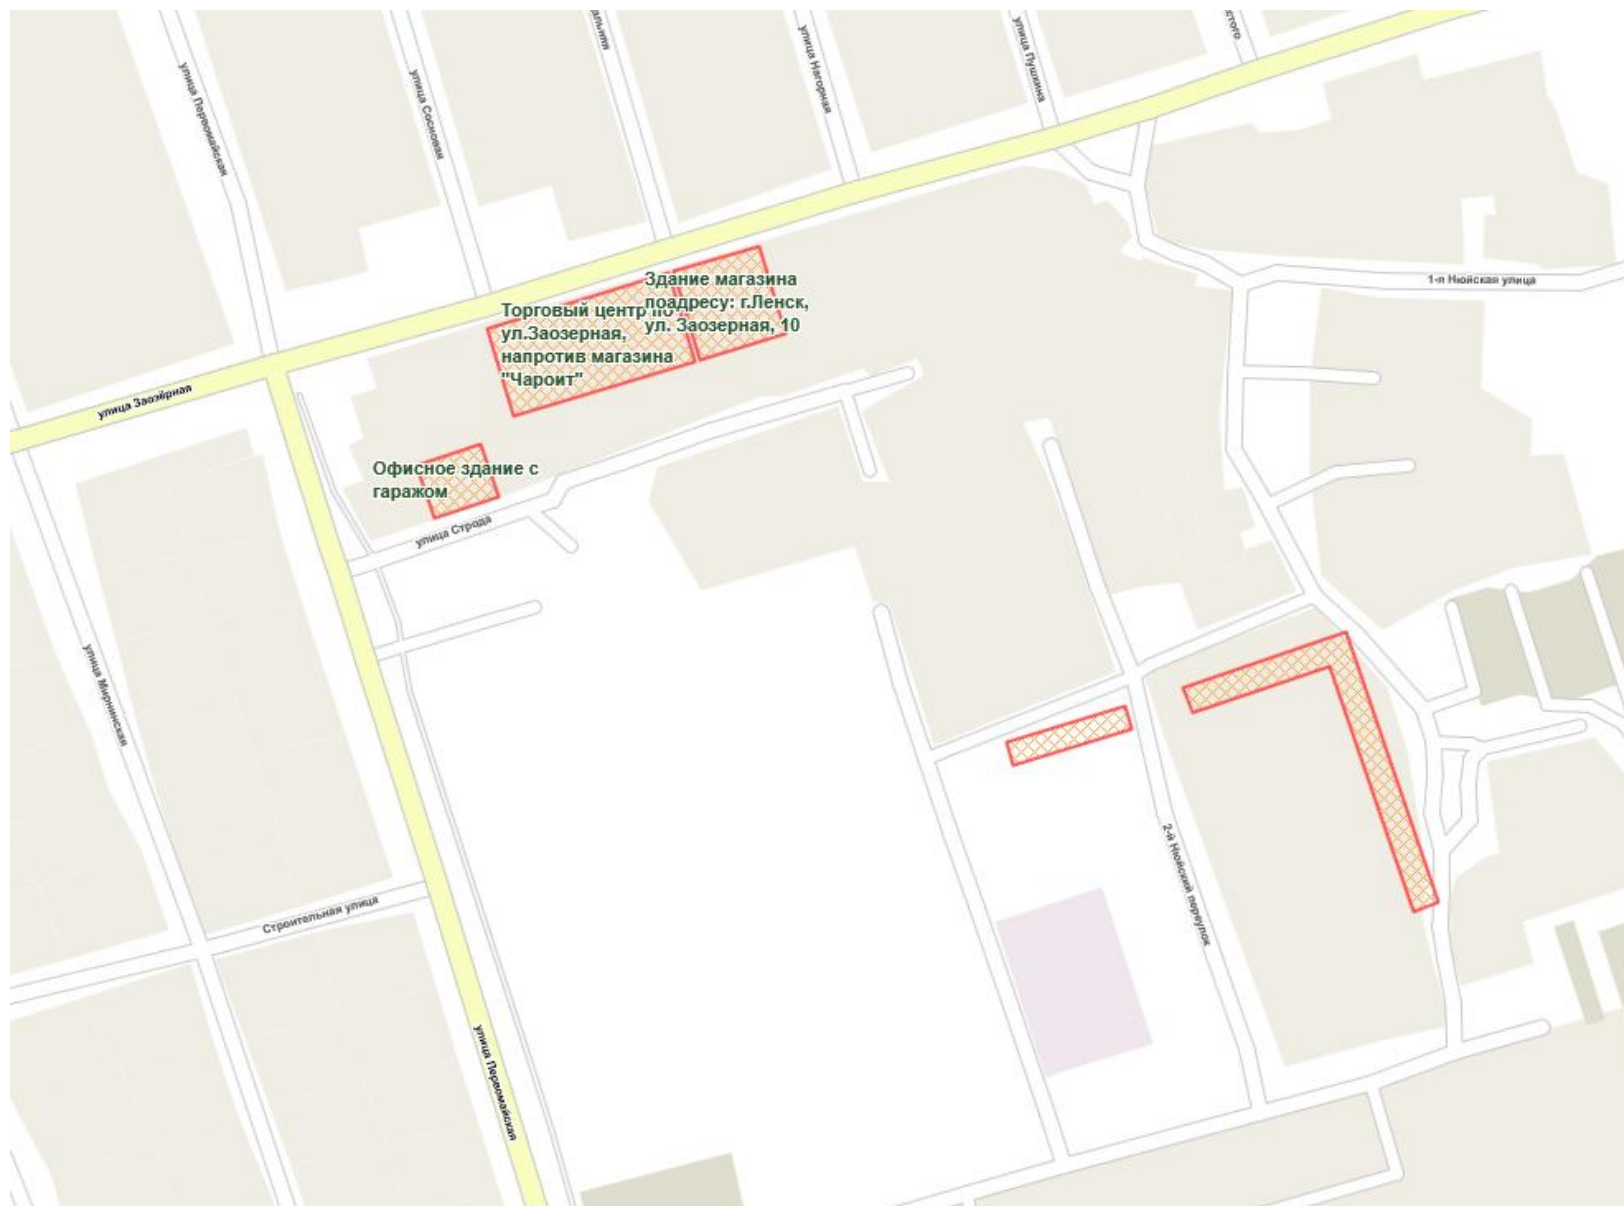 улица Первомайская
улица Сосновая
альная
улица Нагорная
улица Пушкина
стого
1-я Нюйская улица
Здание магазина
поадресу: г.Ленск,
ул. Заозерная, 10
Торговый центр по
ул.Заозерная,
напротив магазина
"Чароит"
улица Заозёрная
Офисное здание с
гаражом
улица Строда
улица Мирнинская
2-й Нюйский переулок
Строительная улица
улица Первомайская